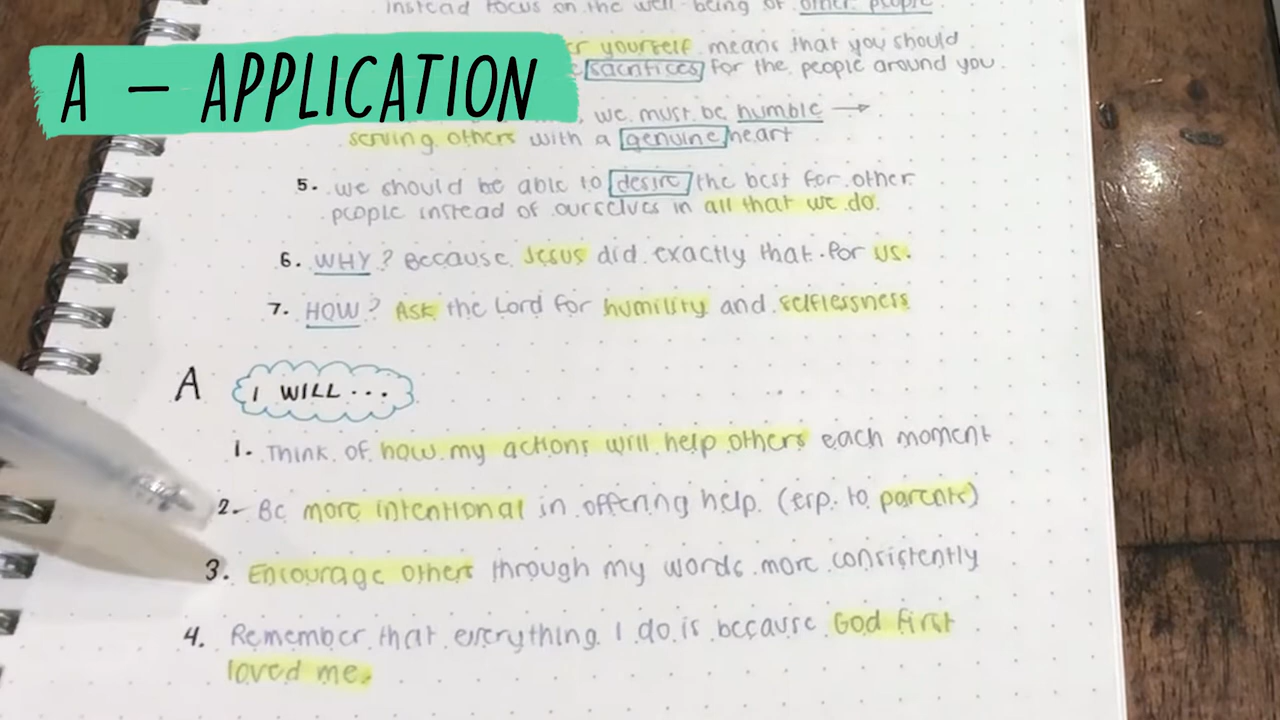 instead focus on the well-being of other people.
A – APPLICATION
yourself means that you should
sacrifices for the people around you.
we must be humble →
serving others with a genuine heart
5. we should be able to desire the best for other
people instead of ourselves in all that we do.
6. WHY? Because Jesus did exactly that for us.
7. HOW? Ask the Lord for humility and selflessness
A I WILL...
1. Think of how my actions will help others each moment
2. Be more intentional in offering help. (esp. to parents)
3. Encourage others through my words more consistently
4. Remember that everything I do is because God first
loved me.